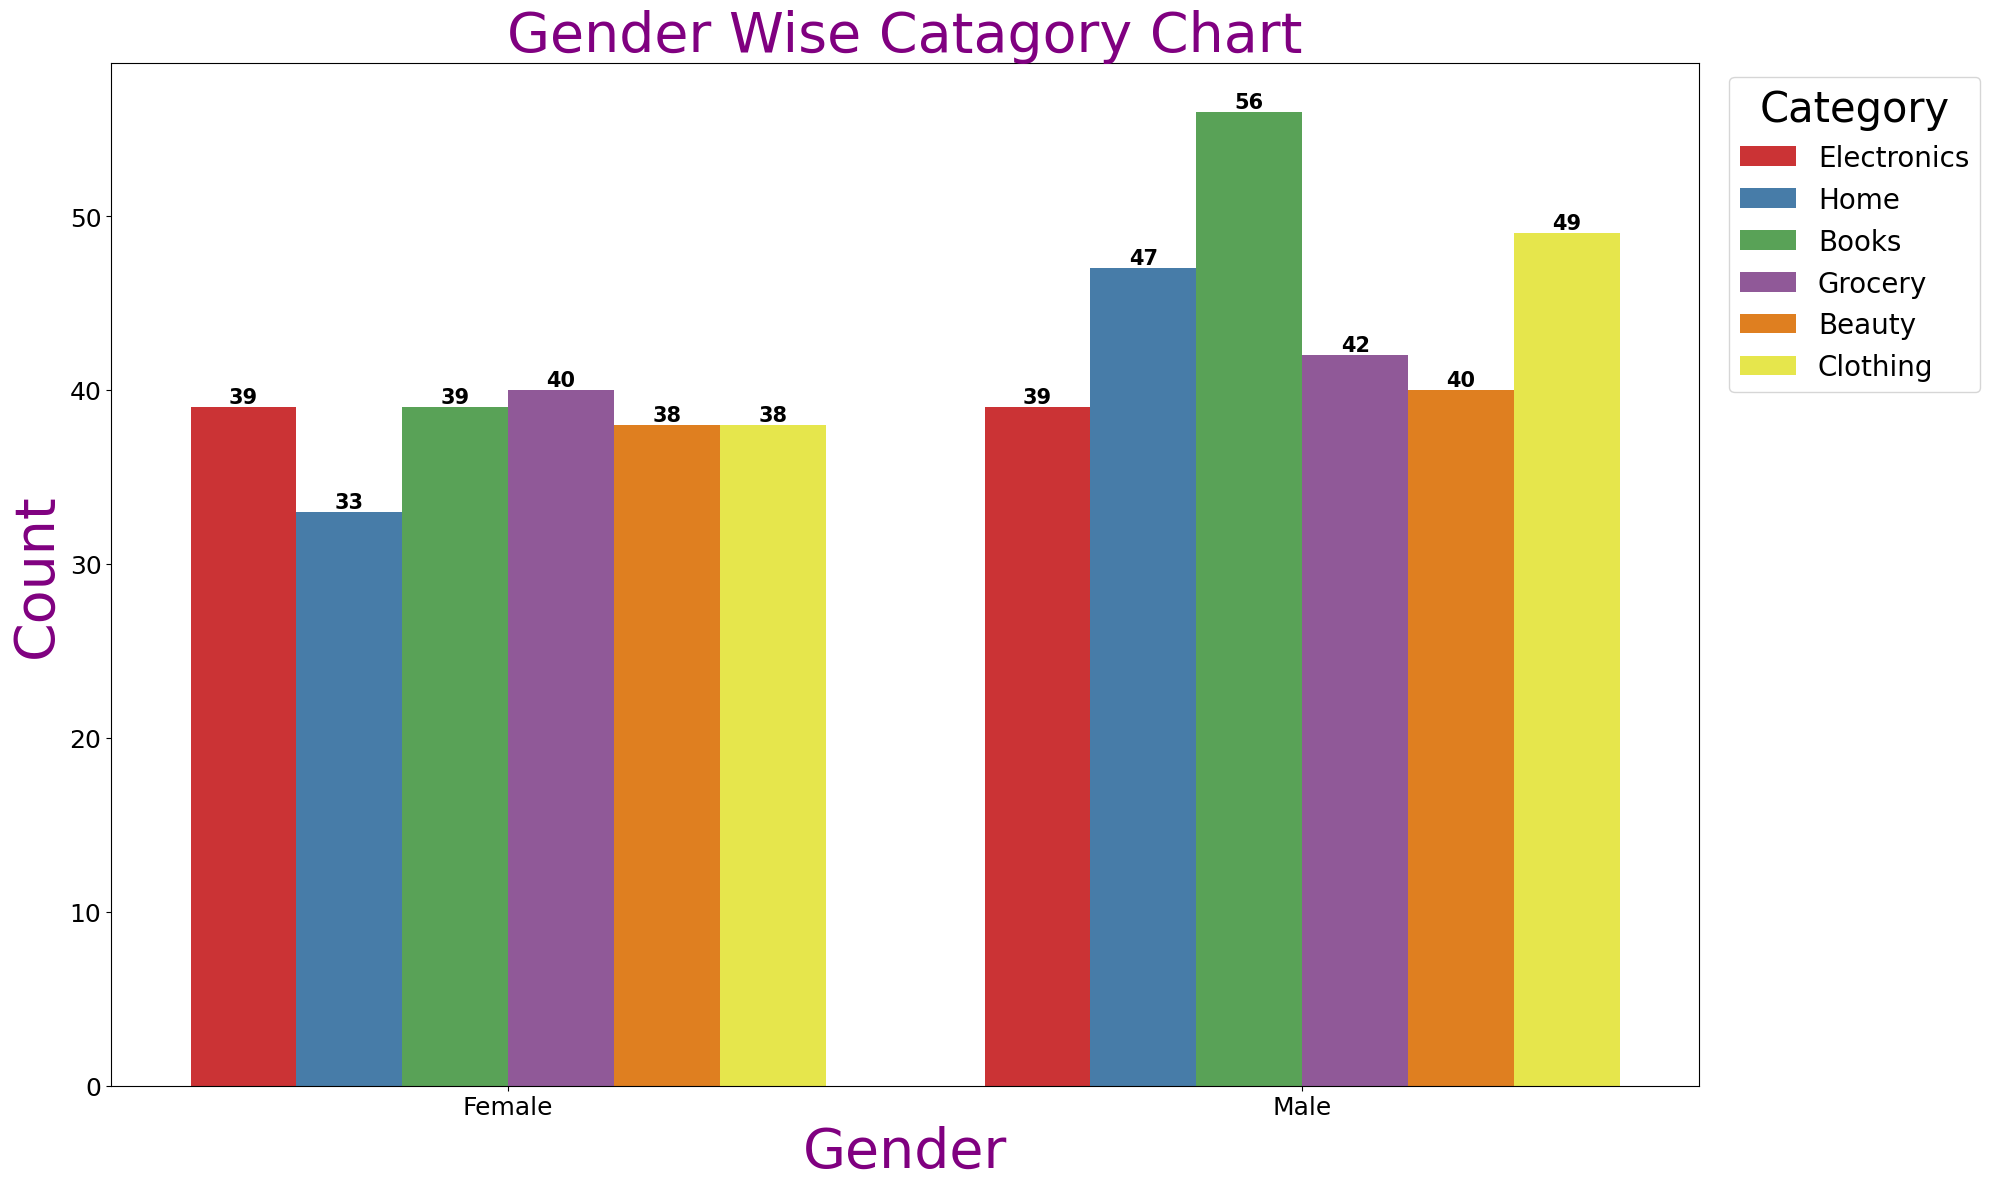 Gender Wise Catagory Chart
Category
Electronics
Home
Books
Grocery
Beauty
Clothing
Count
50
40
30
20
10
0
39
33
39
40
38
38
39
47
56
42
40
49
Female
Male
Gender